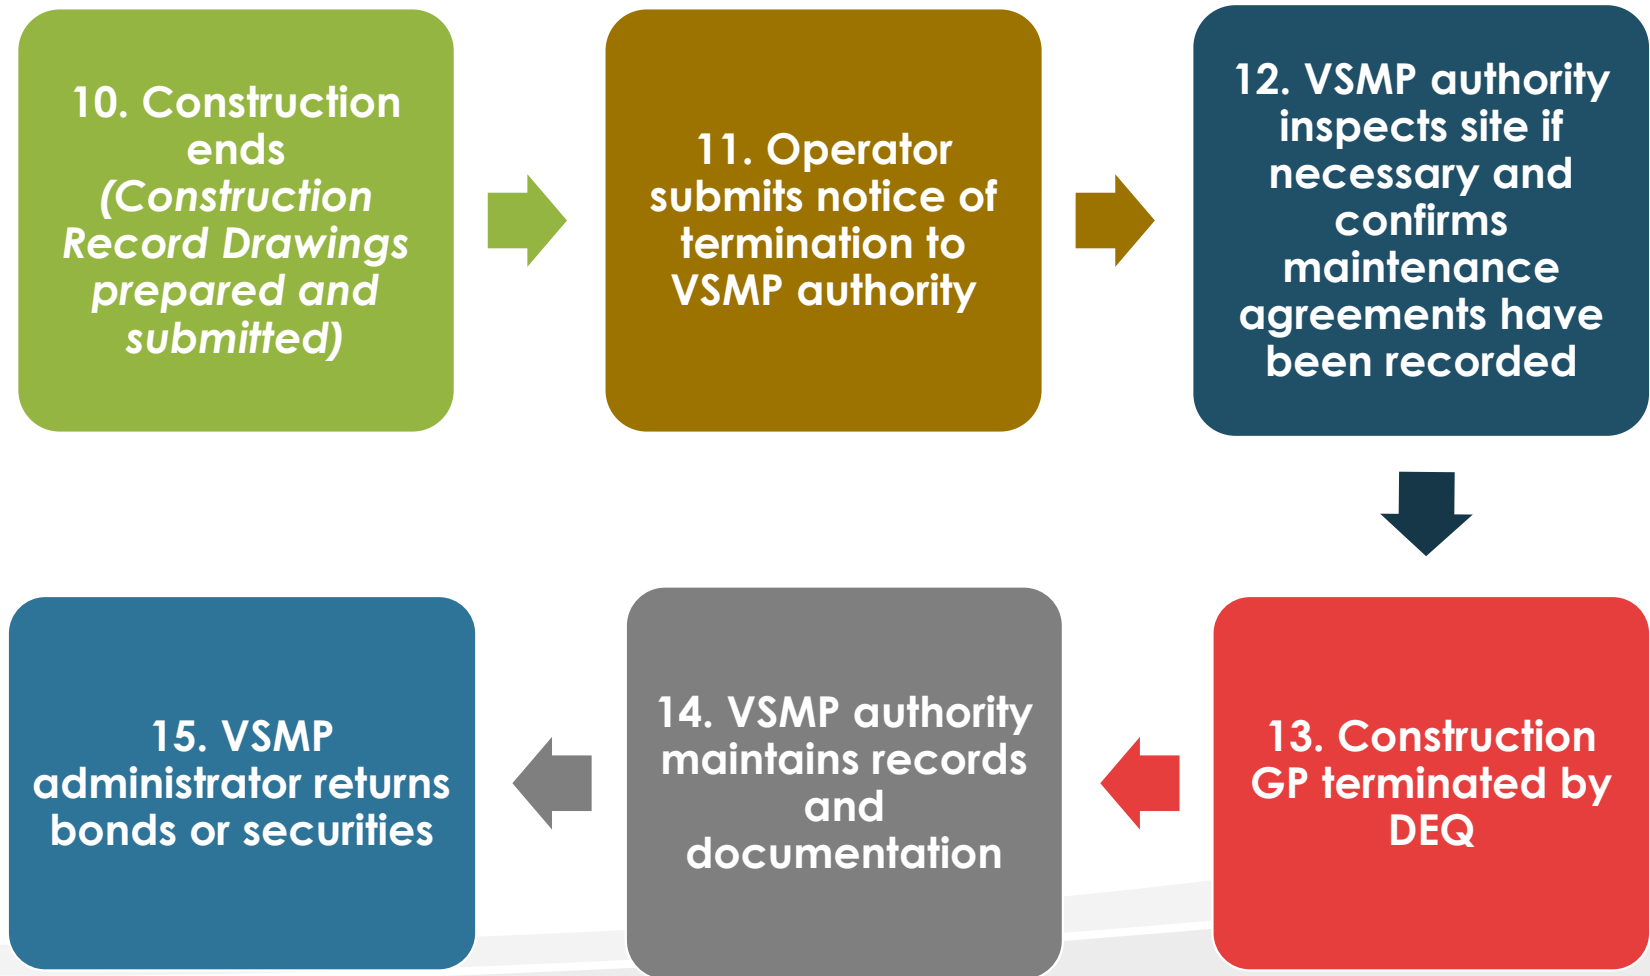 10. Construction
ends
(Construction
Record Drawings
prepared and
submitted)
11. Operator
submits notice of
termination to
VSMP authority
12. VSMP authority
inspects site if
necessary and
confirms
maintenance
agreements have
been recorded
13. Construction
GP terminated by
DEQ
14. VSMP authority
maintains records
and
documentation
15. VSMP
administrator returns
bonds or securities